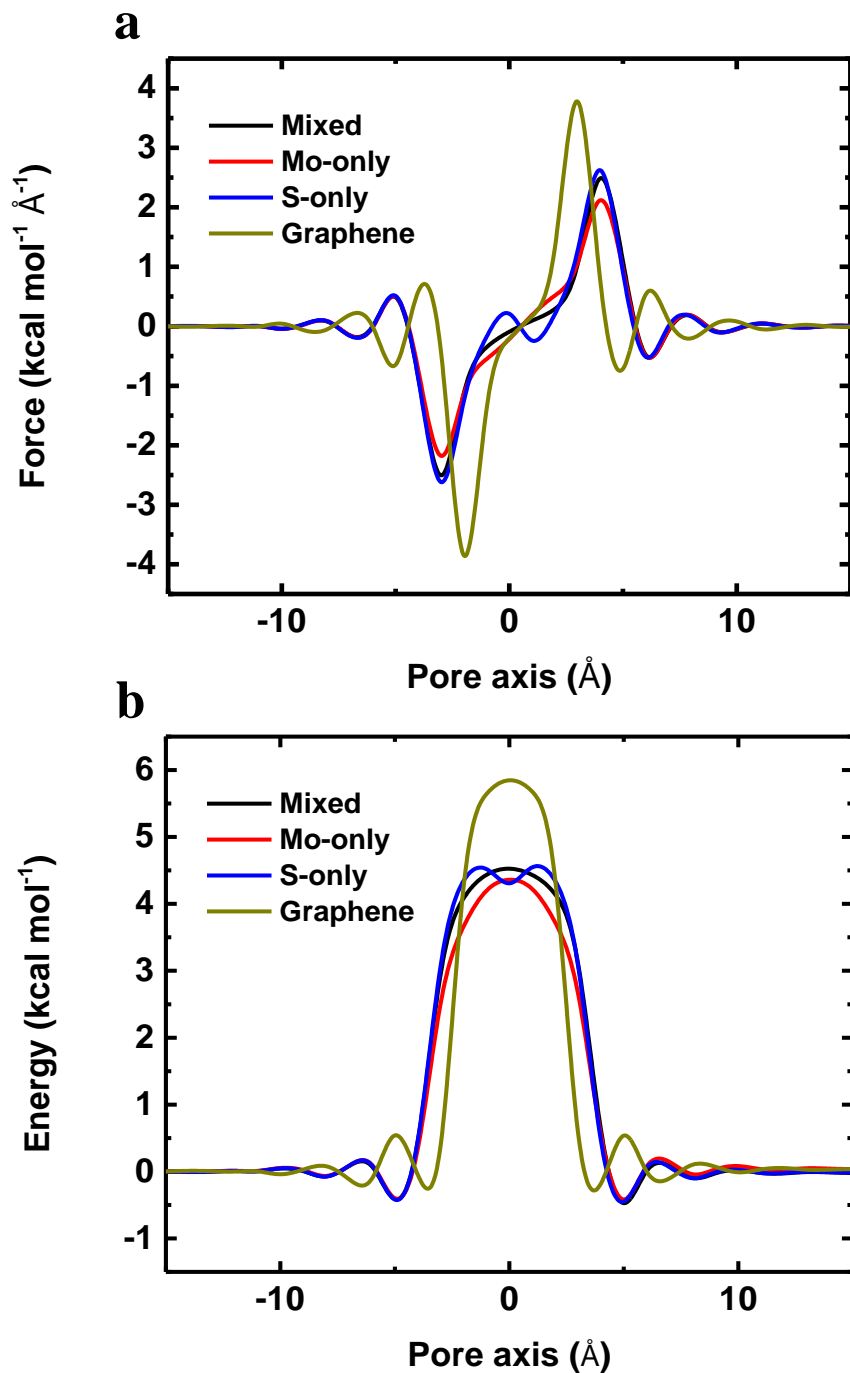 a
4
3
2
1
0
-1
-2
-3
-4
Force (kcal mol⁻¹ Å⁻¹)
Mixed
Mo-only
S-only
Graphene
-10
0
10
Pore axis (Å)
b
6
5
4
3
2
1
0
-1
Energy (kcal mol⁻¹)
Mixed
Mo-only
S-only
Graphene
-10
0
10
Pore axis (Å)